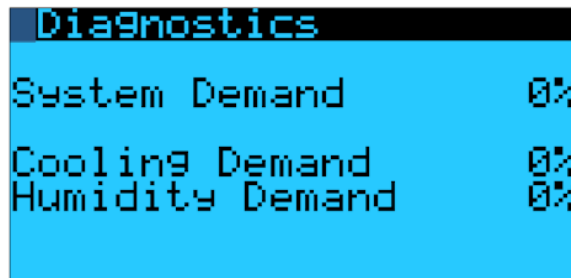 Diagnostics
System Demand 0%
Cooling Demand 0%
Humidity Demand 0%